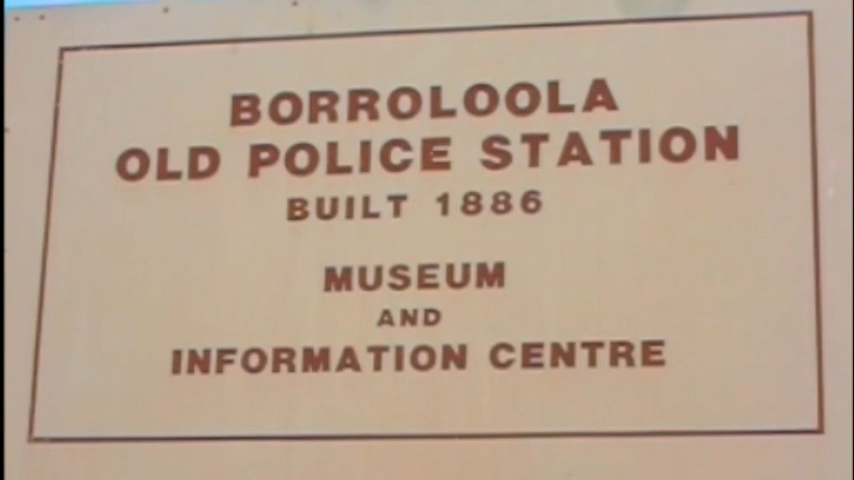 BORROLOOLA
OLD POLICE STATION
BUILT 1886
MUSEUM
AND
INFORMATION CENTRE